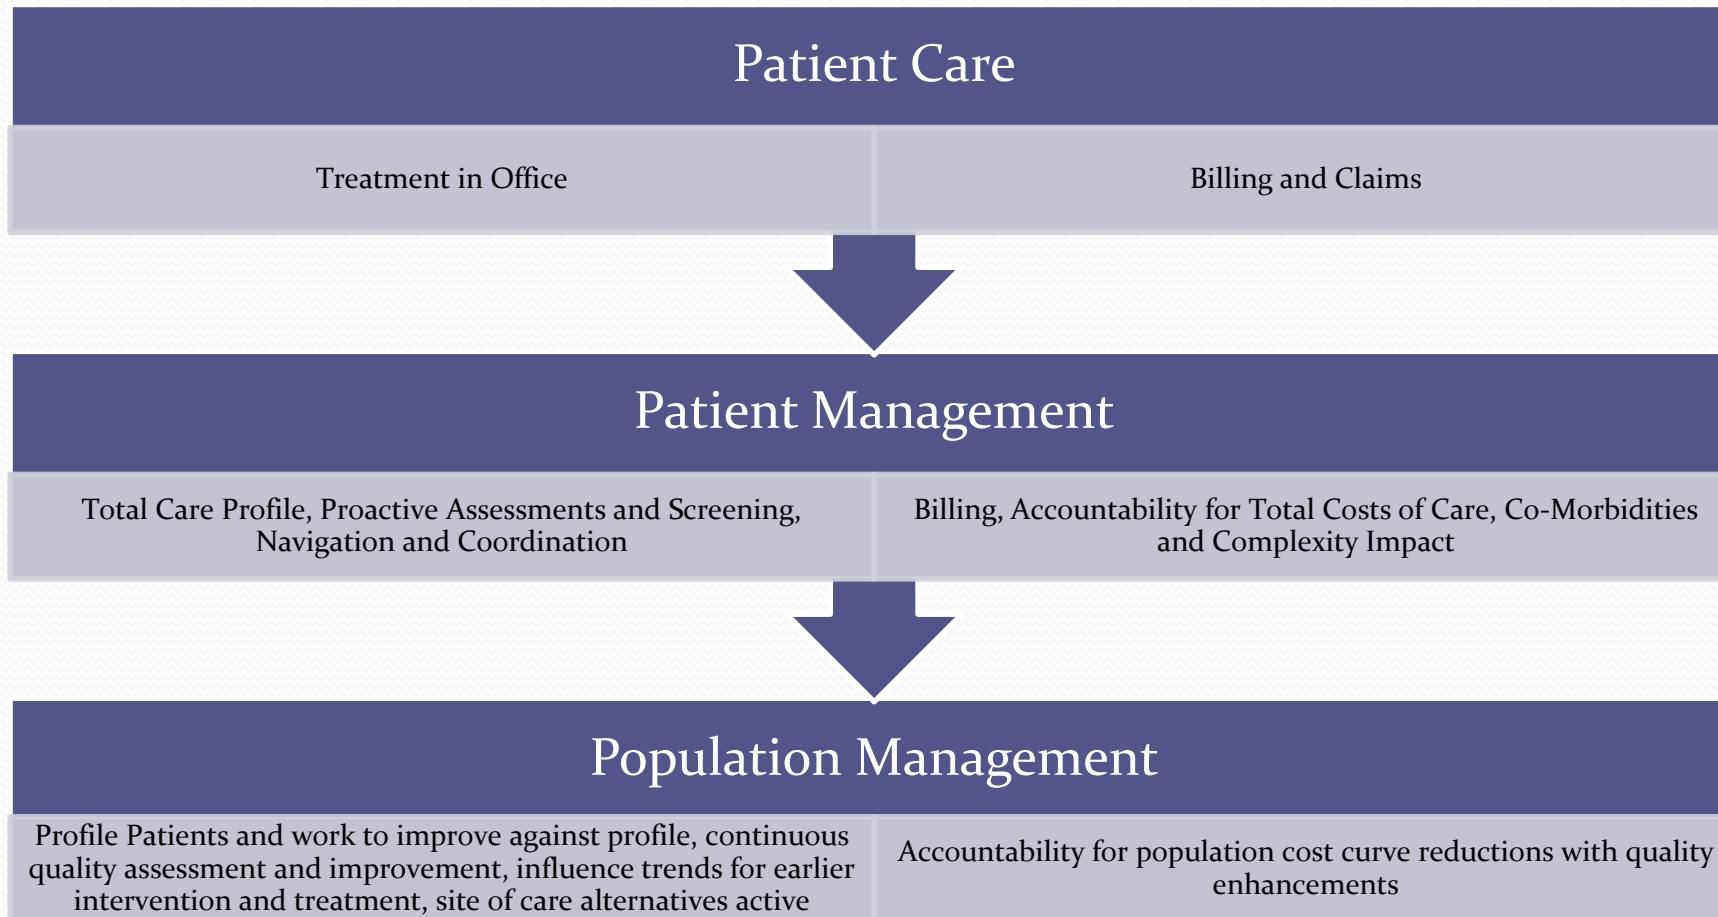 Patient Care
Treatment in Office
Billing and Claims
Patient Management
Total Care Profile, Proactive Assessments and Screening,
Navigation and Coordination
Billing, Accountability for Total Costs of Care, Co-Morbidities
and Complexity Impact
Population Management
Profile Patients and work to improve against profile, continuous
quality assessment and improvement, influence trends for earlier
intervention and treatment, site of care alternatives active
Accountability for population cost curve reductions with quality
enhancements